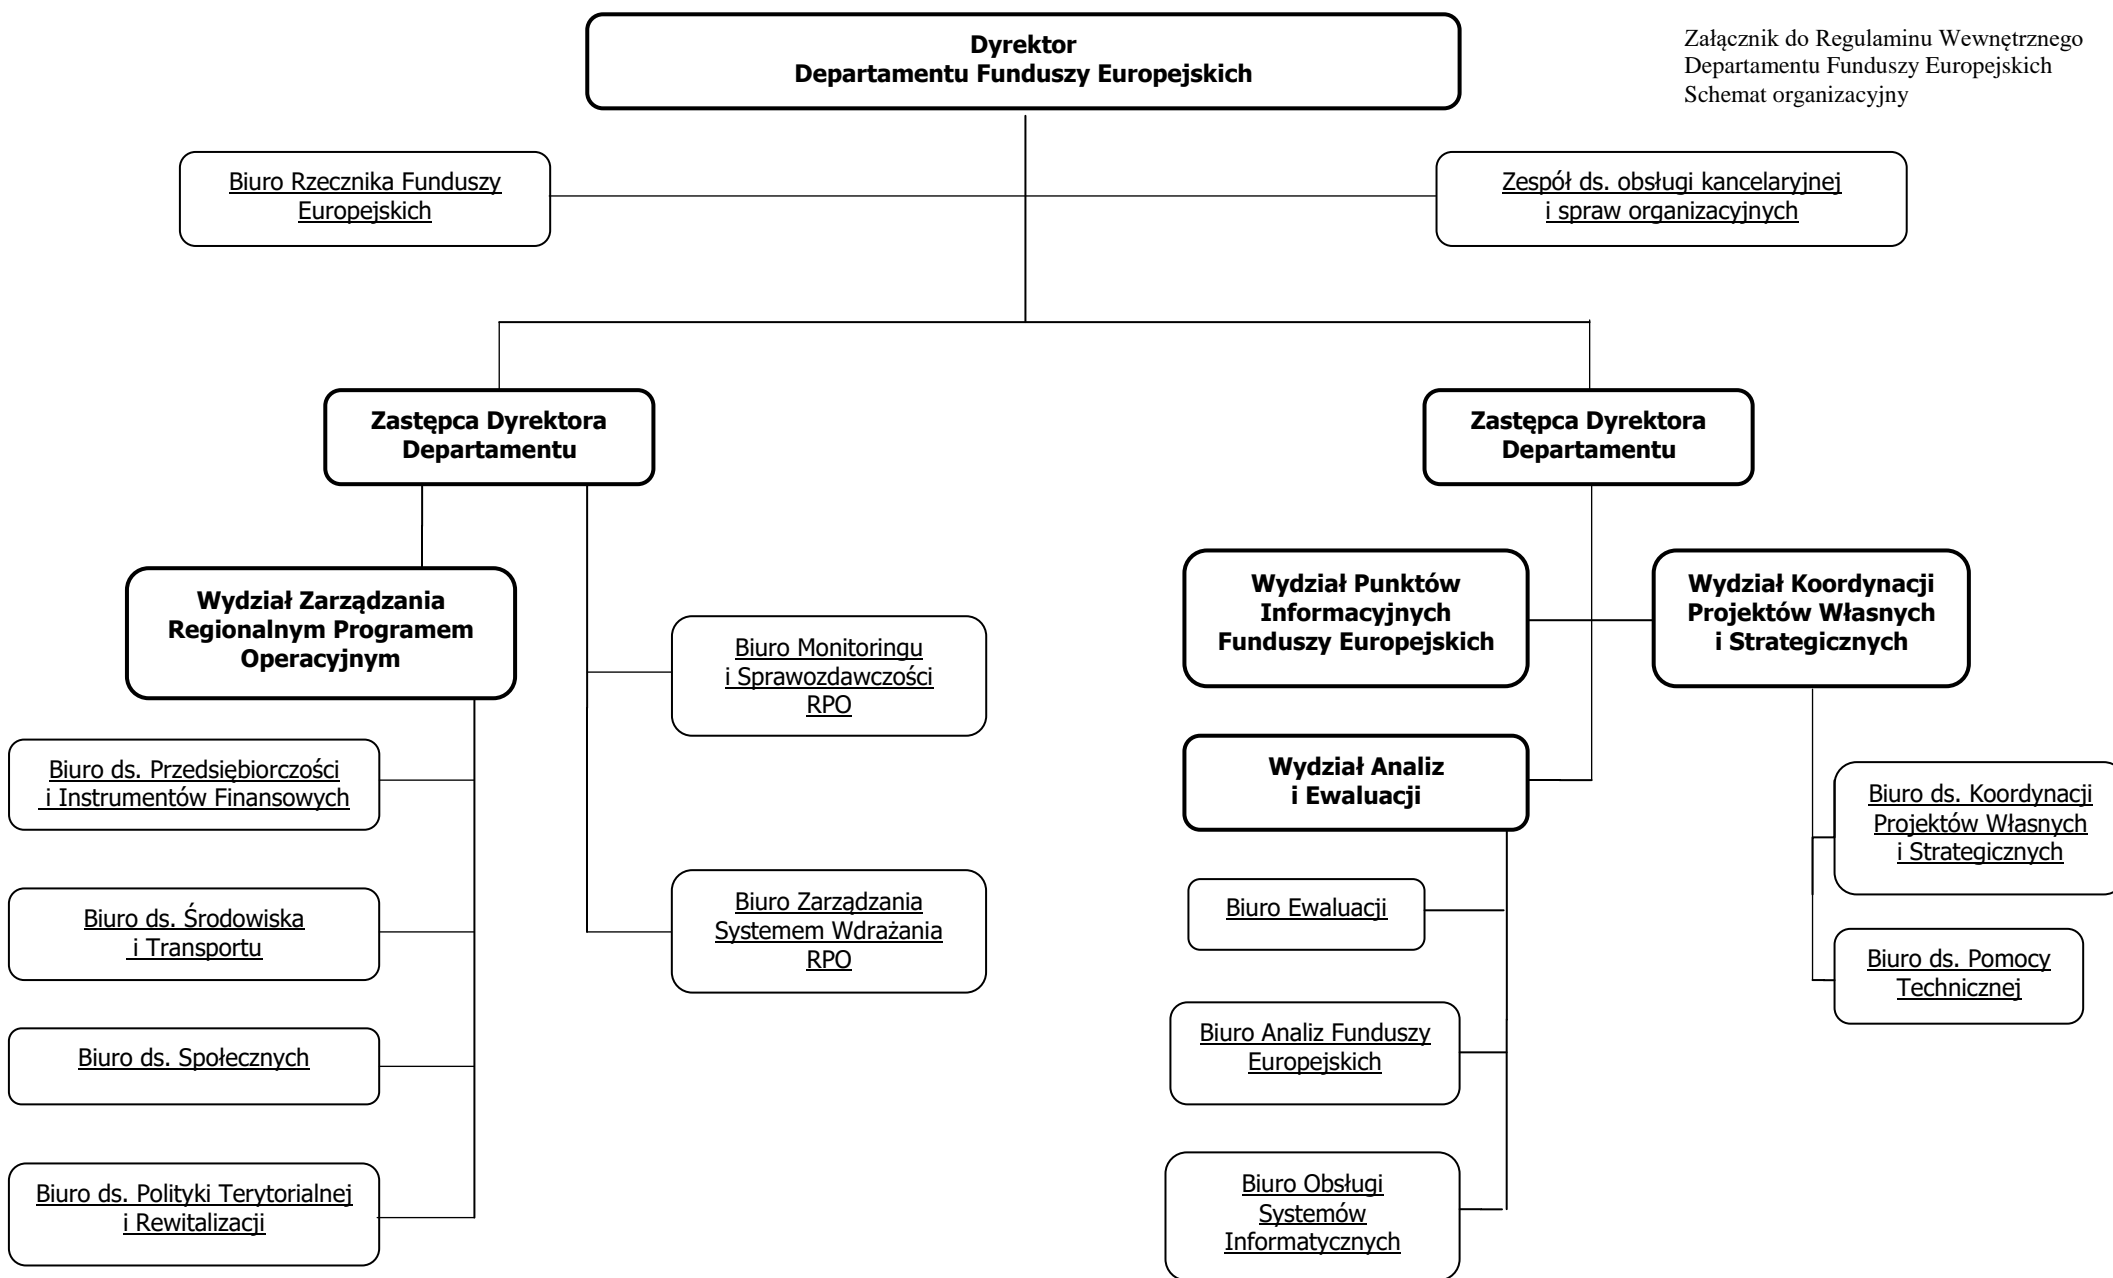 Dyrektor
Departamentu Funduszy Europejskich
Załącznik do Regulaminu Wewnętrznego
Departamentu Funduszy Europejskich
Schemat organizacyjny
Biuro Rzecznika Funduszy
Europejskich
Zespół ds. obsługi kancelaryjnej
i spraw organizacyjnych
Zastępca Dyrektora
Departamentu
Zastępca Dyrektora
Departamentu
Wydział Zarządzania
Regionalnym Programem
Operacyjnym
Biuro Monitoringu
i Sprawozdawczości
RPO
Wydział Punktów
Informacyjnych
Funduszy Europejskich
Wydział Koordynacji
Projektów Własnych
i Strategicznych
Biuro ds. Przedsiębiorczości
i Instrumentów Finansowych
Wydział Analiz
i Ewaluacji
Biuro ds. Koordynacji
Projektów Własnych
i Strategicznych
Biuro ds. Środowiska
i Transportu
Biuro Zarządzania
Systemem Wdrażania
RPO
Biuro Ewaluacji
Biuro ds. Pomocy
Technicznej
Biuro ds. Społecznych
Biuro Analiz Funduszy
Europejskich
Biuro ds. Polityki Terytorialnej
i Rewitalizacji
Biuro Obsługi
Systemów
Informatycznych